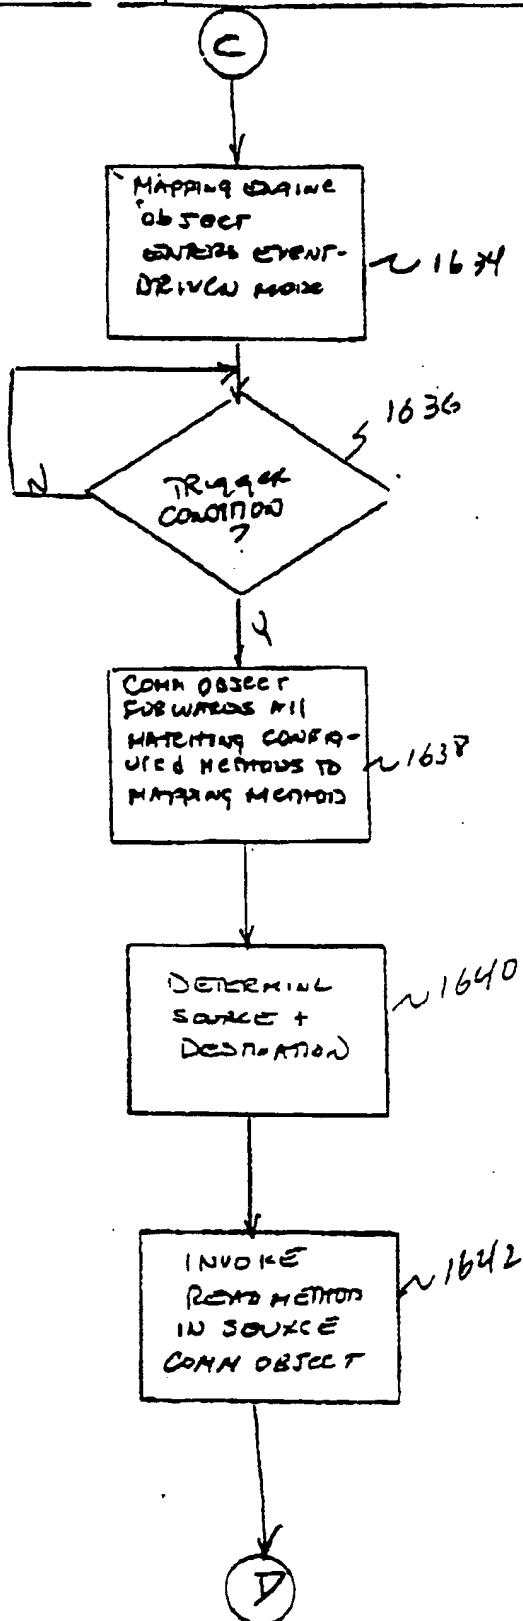 C
MAPPING ENGINE
OBJECT
ENTERS EVENT-
DRIVEN MODE
1634
1636
N
TRIGGER
CONDITION
?
Y
COMM OBJECT
FORWARDS All
MATCHING CONFIG-
URED METHODS TO
MAPPING METHOD
1638
DETERMINE
SOURCE +
DESTINATION
1640
INVOKE
READ METHOD
IN SOURCE
COMM OBJECT
1642
D